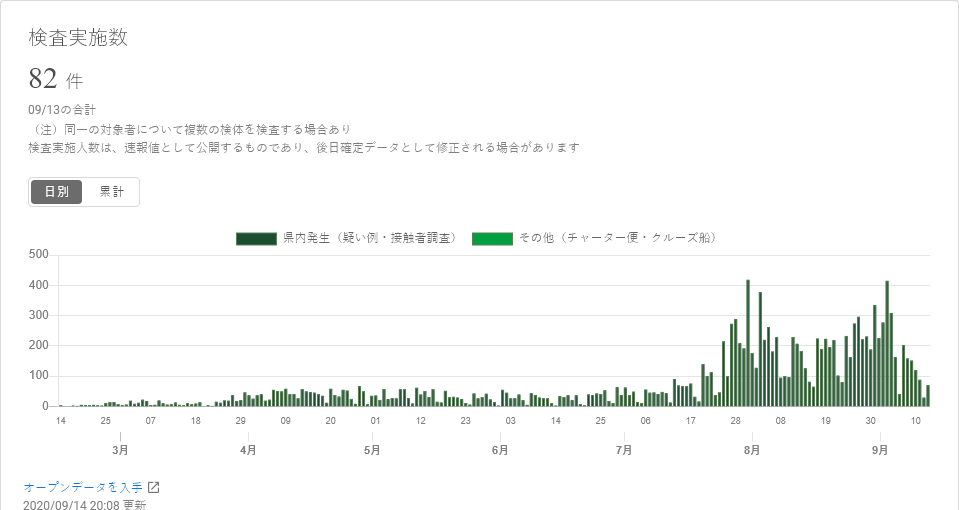 検査実施数
82 件
09/13の合計
（注）同一の対象者について複数の検体を検査する場合あり
検査実施人数は、速報値として公開するものであり、後日確定データとして修正される場合があります
日別 累計
県内発生（疑い例・接触者調査） その他（チャーター便・クルーズ船）
500
400
300
200
100
0
14 25 07 18 29 09 20 01 12 23 03 14 25 06 17 28 08 19 30 10
3月 4月 5月 6月 7月 8月 9月
オープンデータを入手
2020/09/14 20:08 更新